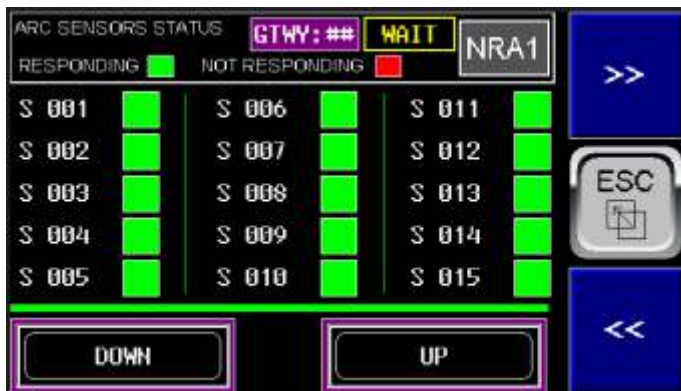 ARC SENSORS STATUS GTWY:## WAIT NRA1
RESPONDING NOT RESPONDING
>>
S 001 S 006 S 011
S 002 S 007 S 012
S 003 S 008 S 013
ESC
S 004 S 009 S 014
S 005 S 010 S 015
<<
DOWN UP